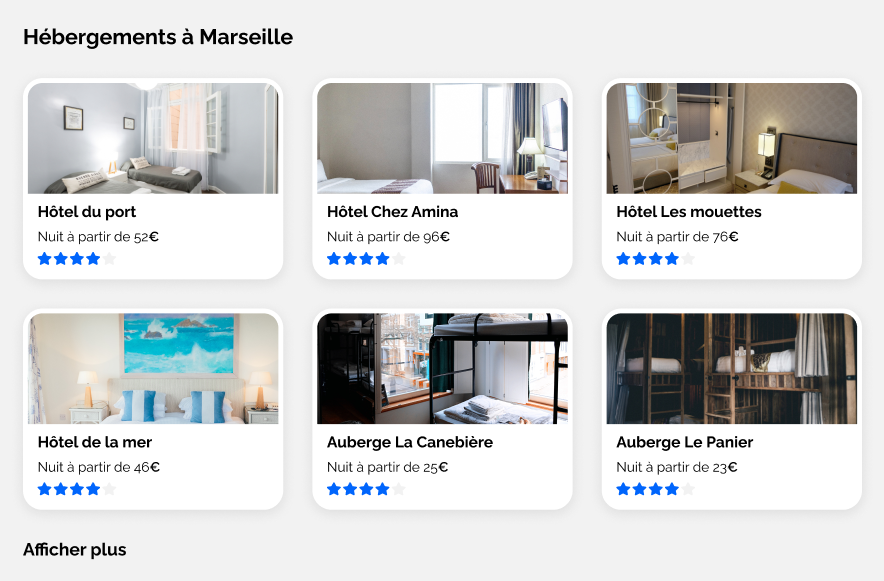 Hébergements à Marseille
Hôtel du port
Nuit à partir de 52€
Hôtel Chez Amina
Nuit à partir de 96€
Hôtel Les mouettes
Nuit à partir de 76€
Hôtel de la mer
Nuit à partir de 46€
Auberge La Canebière
Nuit à partir de 25€
Auberge Le Panier
Nuit à partir de 23€
Afficher plus